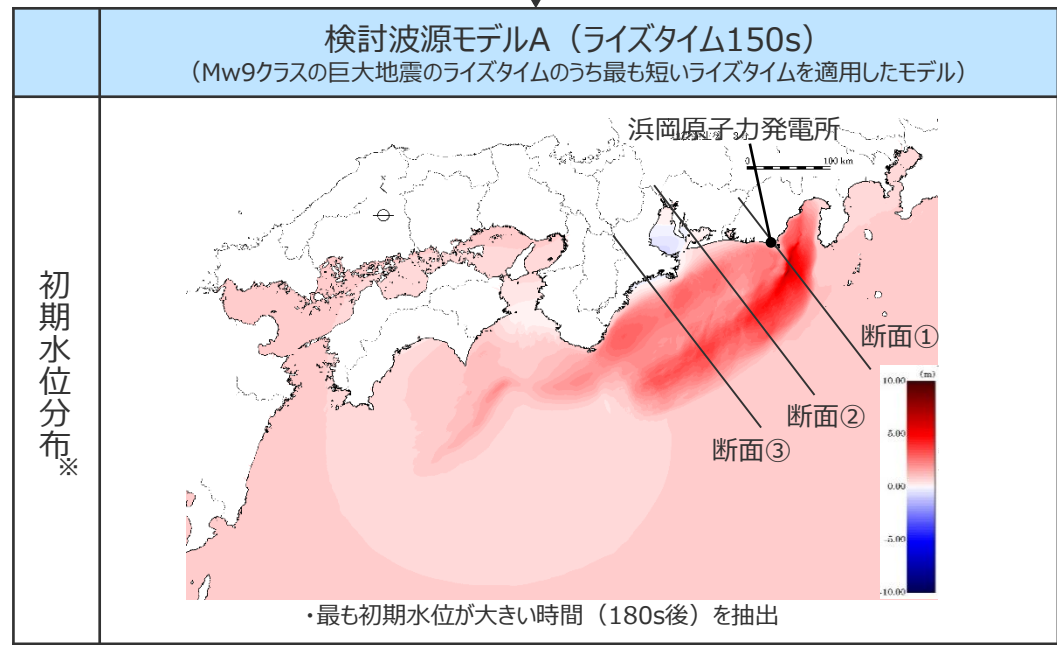 検討波源モデルA（ライズタイム150s）
（Mw9クラスの巨大地震のライズタイムのうち最も短いライズタイムを適用したモデル）
初期水位分布※
浜岡原子力発電所
0 100 km
N
断面①
断面②
断面③
(m)
10.00
5.00
0.00
-5.00
-10.00
・最も初期水位が大きい時間（180s後）を抽出